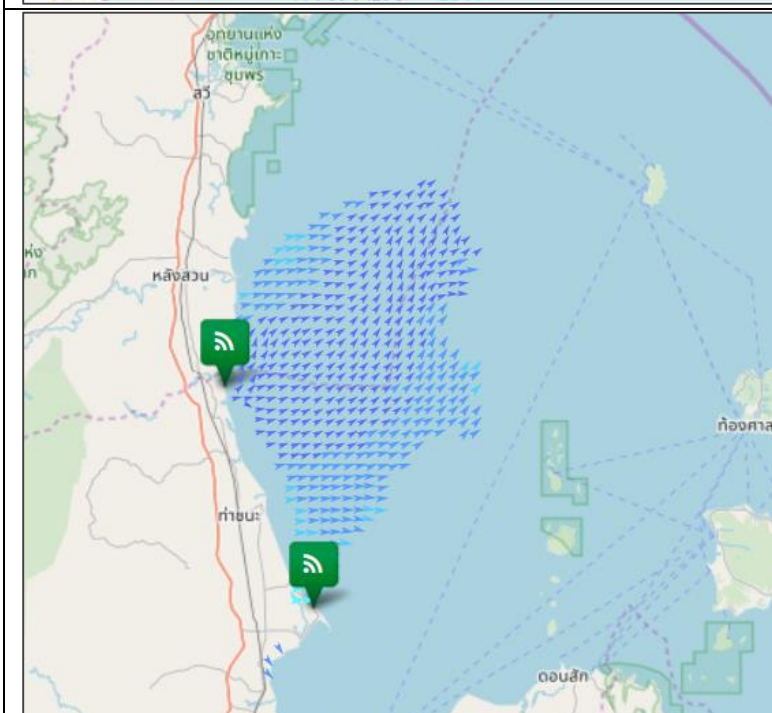 อุทยานแห่ง
ชาติหมู่เกาะ
ชุมพร
สวี
หลังสวน
ท้องศาล
ท่าชนะ
ดอนสัก